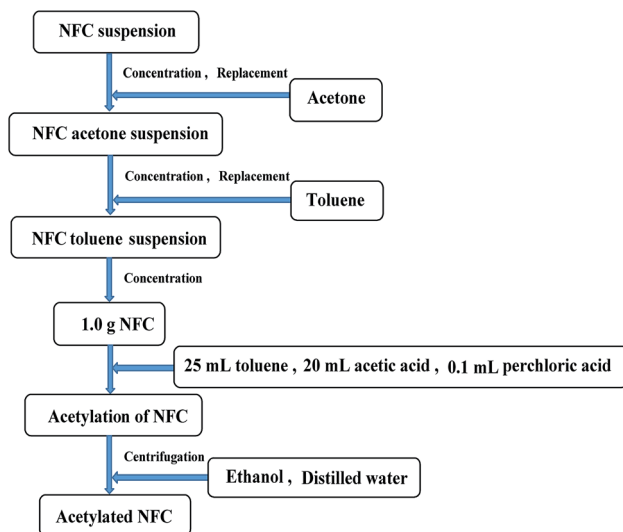 NFC suspension
Concentration , Replacement
Acetone
NFC acetone suspension
Concentration , Replacement
Toluene
NFC toluene suspension
Concentration
1.0 g NFC
25 mL toluene , 20 mL acetic acid , 0.1 mL perchloric acid
Acetylation of NFC
Centrifugation
Ethanol , Distilled water
Acetylated NFC